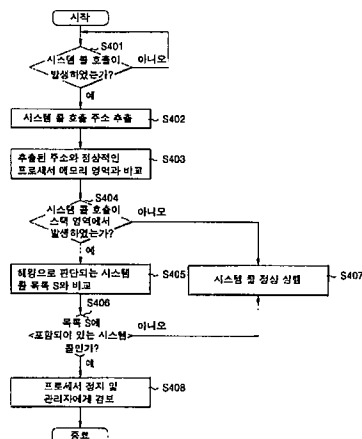 시작
S401
시스템 콜 호출이
발생하였는가?
아니오
예
시스템 콜 호출 주소 추출
S402
추출된 주소와 정상적인
프로세서 메모리 영역과 비교
S403
S404
시스템 콜 호출이
스택 영역에서
발생하였는가?
아니오
예
해킹으로 판단되는 시스템
콜 목록 S와 비교
S405
시스템 콜 정상 실행
S407
S406
목록 S에
포함되어 있는 시스템
콜인가?
아니오
예
프로세서 정지 및
관리자에게 경보
S408
종료